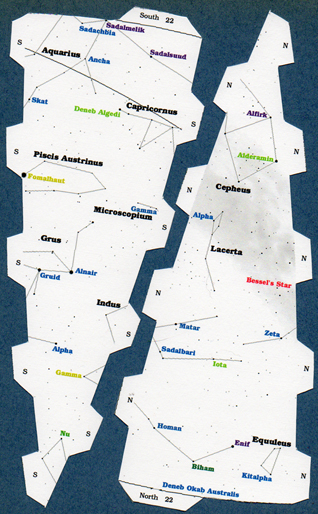 South 22
Sadalmelik
Sadachbia
S
Aquarius
Sadalsuud
Ancha
Skat
Deneb Algedi
Capricornus
S
Piscis Austrinus
Fomalhaut
Gamma
Microscopium
S
Grus
S
Gruid
Alnair
Indus
S
Alpha
S
Gamma
Nu
S
S
N
N
Alfirk
N
Alderamin
Cepheus
N
Alpha
N
Lacerta
Bessel's Star
N
Matar
Zeta
Sadalbari
Iota
N
N
Homan
Enif
Equuleus
Biham
Kitalpha
N
Deneb Okab Australis
North 22